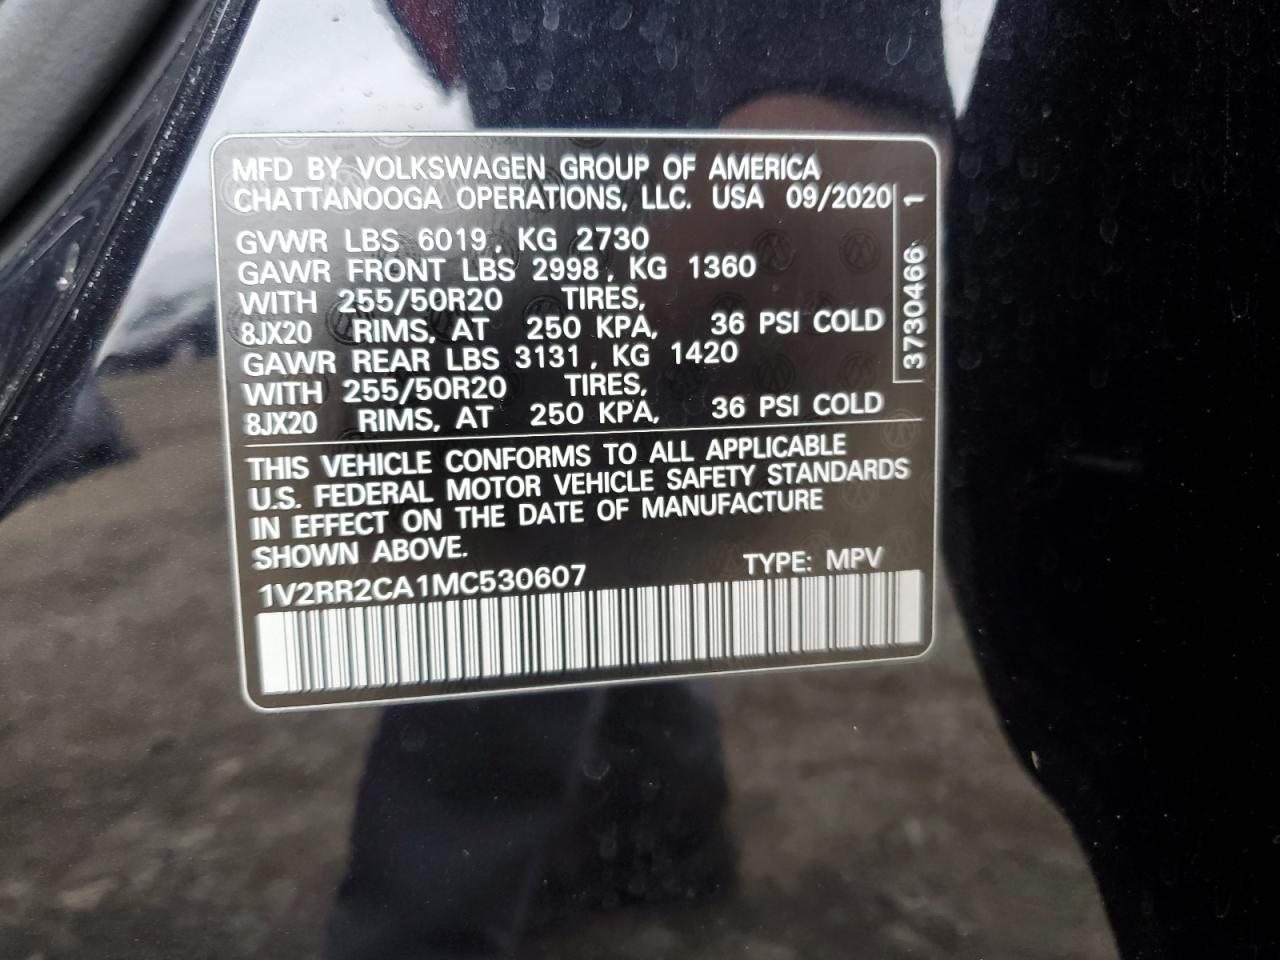 MFD BY VOLKSWAGEN GROUP OF AMERICA
CHATTANOOGA OPERATIONS, LLC. USA 09/2020
GVWR LBS 6019, KG 2730
GAWR FRONT LBS 2998, KG 1360
WITH 255/50R20 TIRES,
8JX20 RIMS, AT 250 KPA, 36 PSI COLD
GAWR REAR LBS 3131, KG 1420
WITH 255/50R20 TIRES,
8JX20 RIMS, AT 250 KPA, 36 PSI COLD
3730466 1
THIS VEHICLE CONFORMS TO ALL APPLICABLE
U.S. FEDERAL MOTOR VEHICLE SAFETY STANDARDS
IN EFFECT ON THE DATE OF MANUFACTURE
SHOWN ABOVE.
1V2RR2CA1MC530607 TYPE: MPV